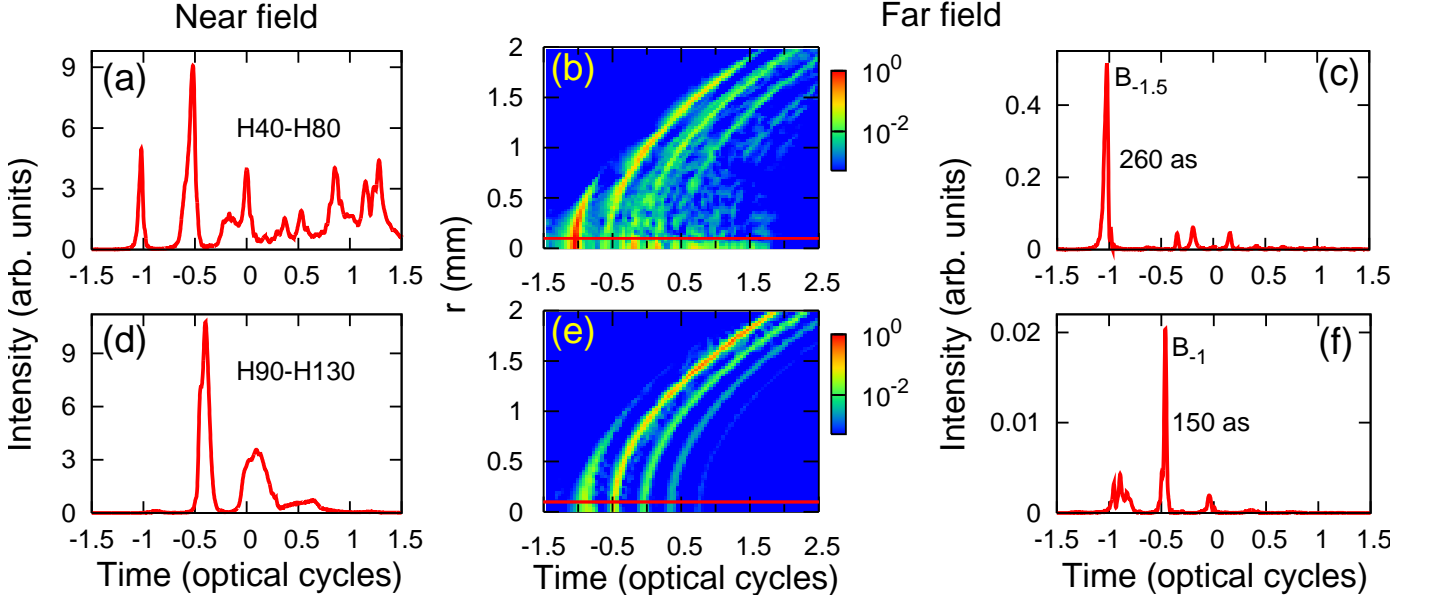 Near field
Far field
(a)
H40-H80
9
6
3
0
-1.5 -1 -0.5 0 0.5 1 1.5
(b)
2
1.5
1
0.5
0
-1.5 -0.5 0.5 1.5 2.5
10^0
10^-2
(c)
B_-1.5
260 as
0.4
0.2
0
-1.5 -1 -0.5 0 0.5 1 1.5
Intensity (arb. units)
r (mm)
Intensity (arb. units)
(d)
H90-H130
9
6
3
0
-1.5 -1 -0.5 0 0.5 1 1.5
Time (optical cycles)
(e)
2
1.5
1
0.5
0
-1.5 -0.5 0.5 1.5 2.5
Time (optical cycles)
10^0
10^-2
(f)
B_-1
150 as
0.02
0.01
0
-1.5 -1 -0.5 0 0.5 1 1.5
Time (optical cycles)